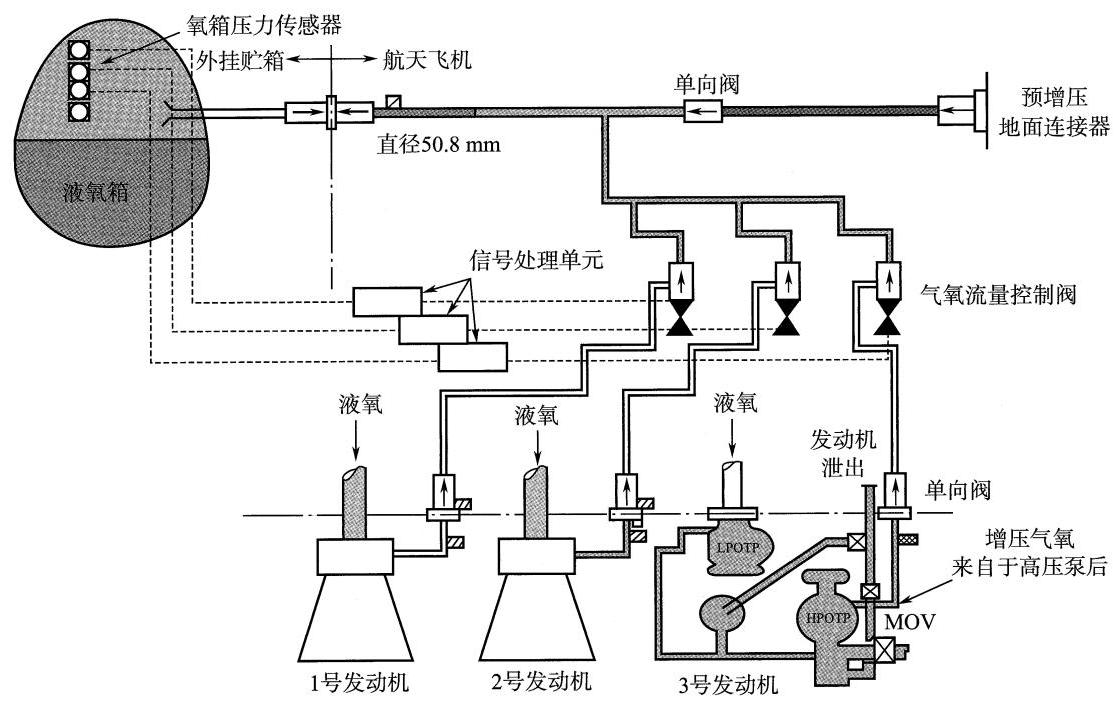 氧箱压力传感器
外挂贮箱
航天飞机
单向阀
预增压
地面连接器
直径50.8 mm
液氧箱
信号处理单元
气氧流量控制阀
液氧
液氧
液氧
发动机
泄出
单向阀
增压气氧
来自于高压泵后
LPOTP
HPOTP
MOV
1号发动机
2号发动机
3号发动机